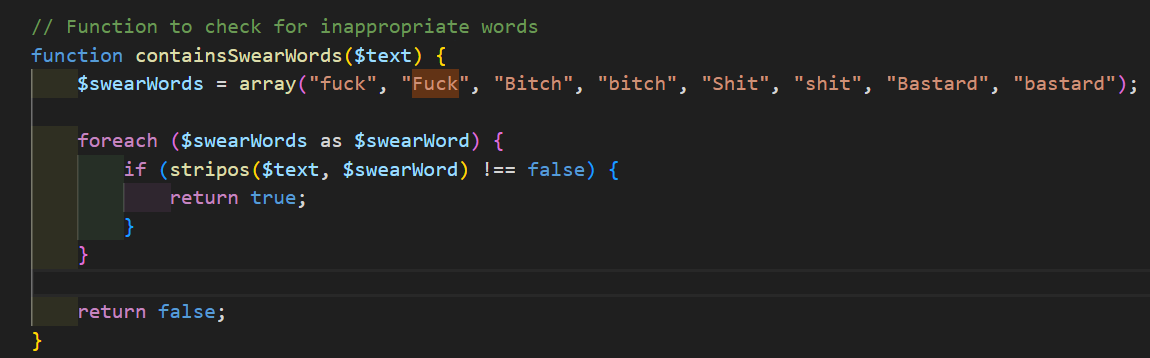 // Function to check for inappropriate words
function containsSwearWords($text) {
$swearWords = array("fuck", "Fuck", "Bitch", "bitch", "Shit", "shit", "Bastard", "bastard");
foreach ($swearWords as $swearWord) {
if (stripos($text, $swearWord) !== false) {
return true;
}
}
return false;
}